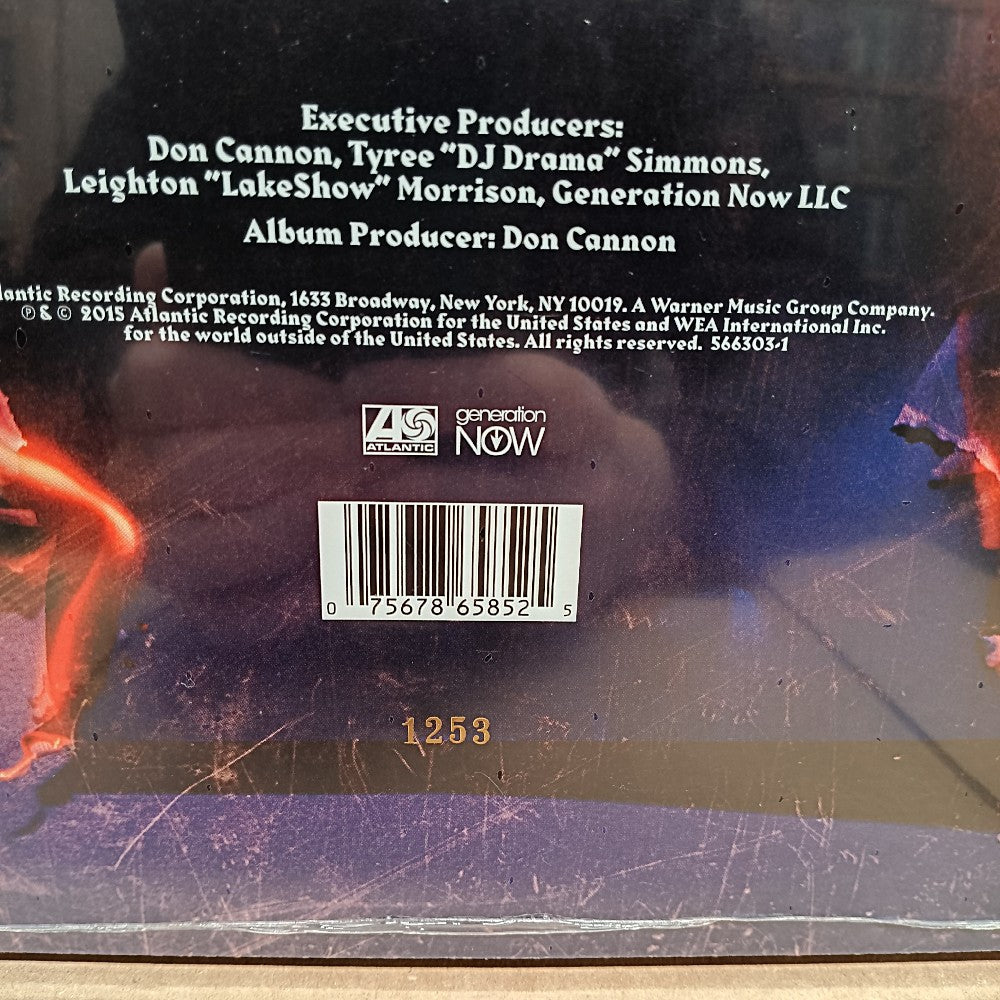 Executive Producers:
Don Cannon, Tyree "DJ Drama" Simmons,
Leighton "LakeShow" Morrison, Generation Now LLC
Album Producer: Don Cannon
lantic Recording Corporation, 1633 Broadway, New York, NY 10019. A Warner Music Group Company.
℗ & © 2015 Atlantic Recording Corporation for the United States and WEA International Inc.
for the world outside of the United States. All rights reserved. 566303-1
ATLANTIC
generation
NOW
0 75678 65852 5
1253